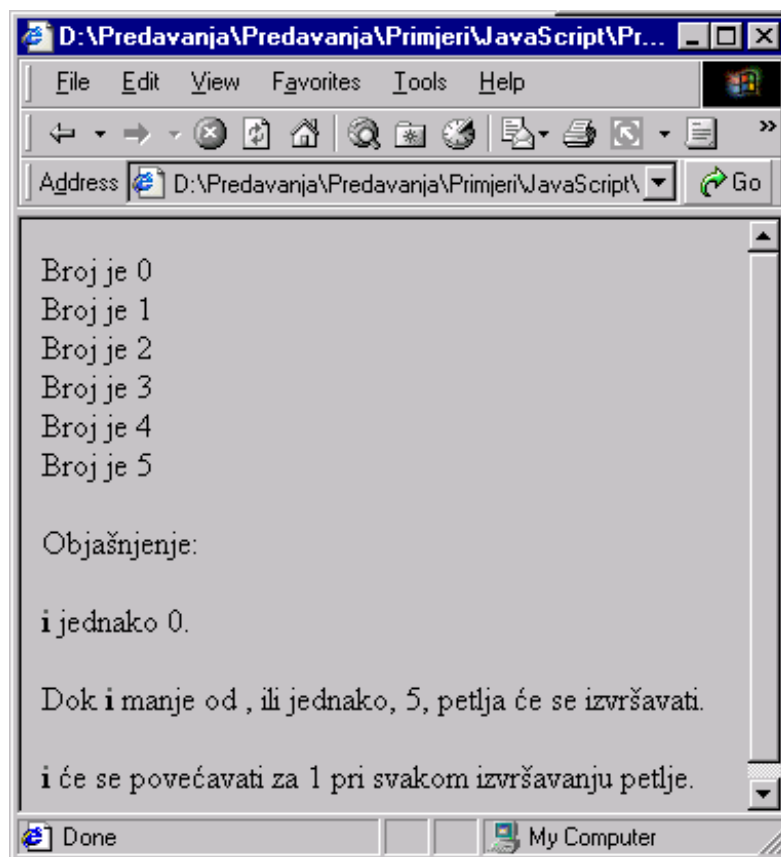 D:\Predavanja\Predavanja\Primjeri\JavaScript\Pr...
File Edit View Favorites Tools Help
»
Address D:\Predavanja\Predavanja\Primjeri\JavaScript\ Go
Broj je 0
Broj je 1
Broj je 2
Broj je 3
Broj je 4
Broj je 5
Objašnjenje:
i jednako 0.
Dok i manje od , ili jednako, 5, petlja će se izvršavati.
i će se povećavati za 1 pri svakom izvršavanju petlje.
Done My Computer